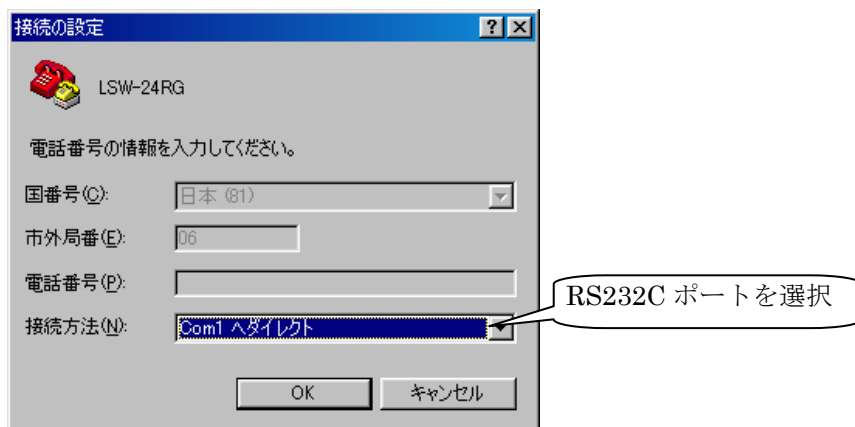 接続の設定
LSW-24RG
電話番号の情報を入力してください。
国番号(C): 日本 (81)
市外局番(E): 06
電話番号(P):
接続方法(N): Com1 へダイレクト
RS232C ポートを選択
OK キャンセル